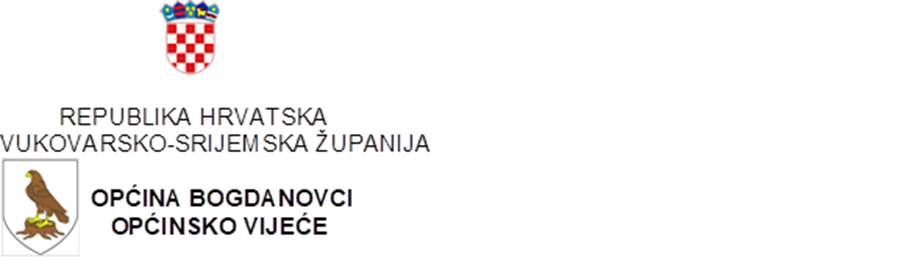 REPUBLIKA HRVATSKA
VUKOVARSKO-SRIJEMSKA ŽUPANIJA
OPĆINA BOGDANOVCI
OPĆINSKO VIJEĆE